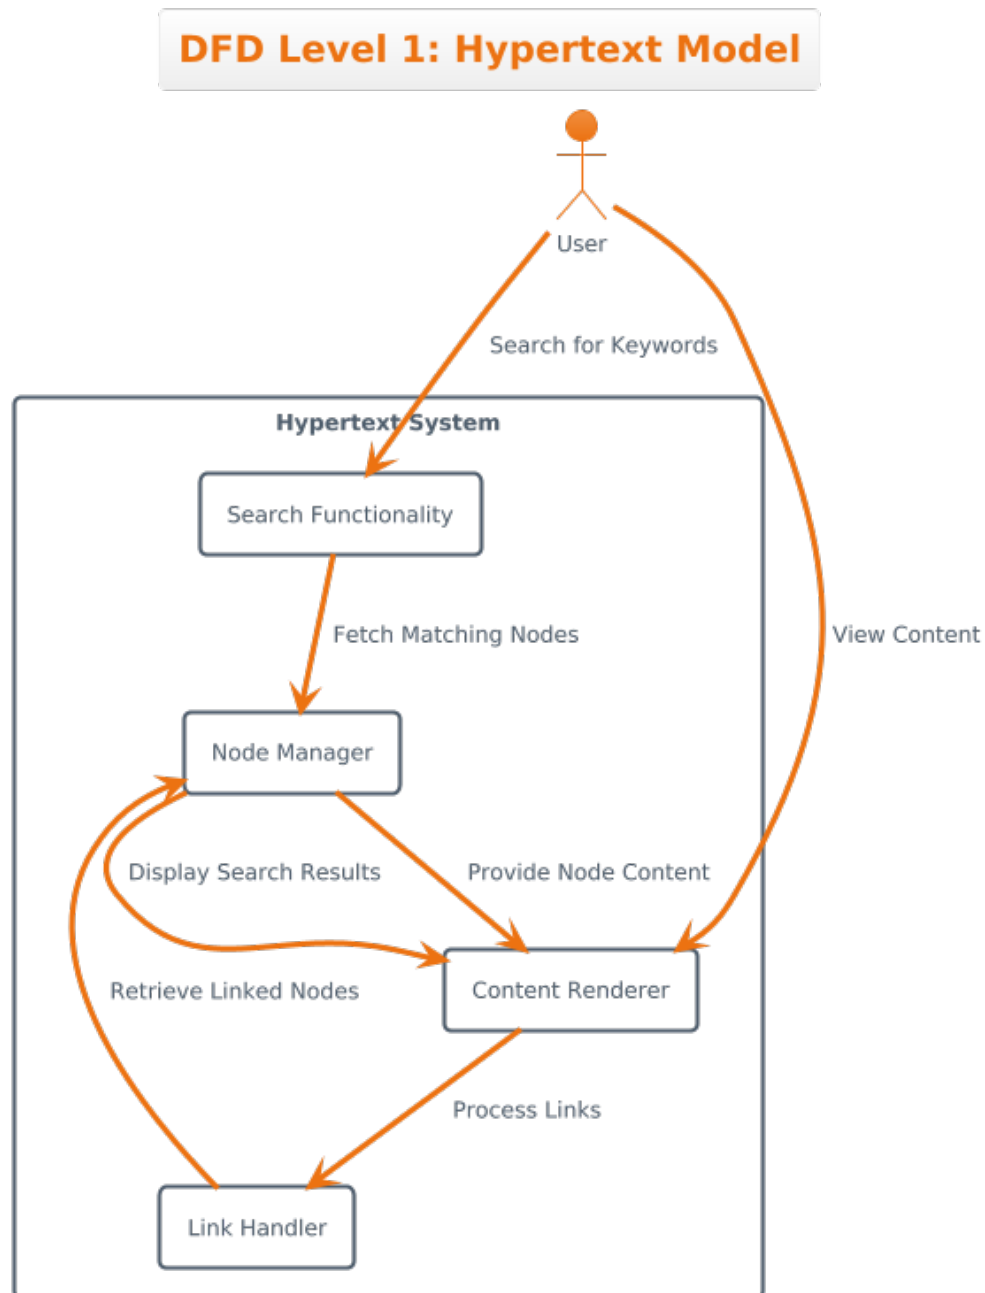 DFD Level 1: Hypertext Model
User
Search for Keywords
Hypertext System
Search Functionality
Fetch Matching Nodes
View Content
Node Manager
Display Search Results
Provide Node Content
Retrieve Linked Nodes
Content Renderer
Process Links
Link Handler